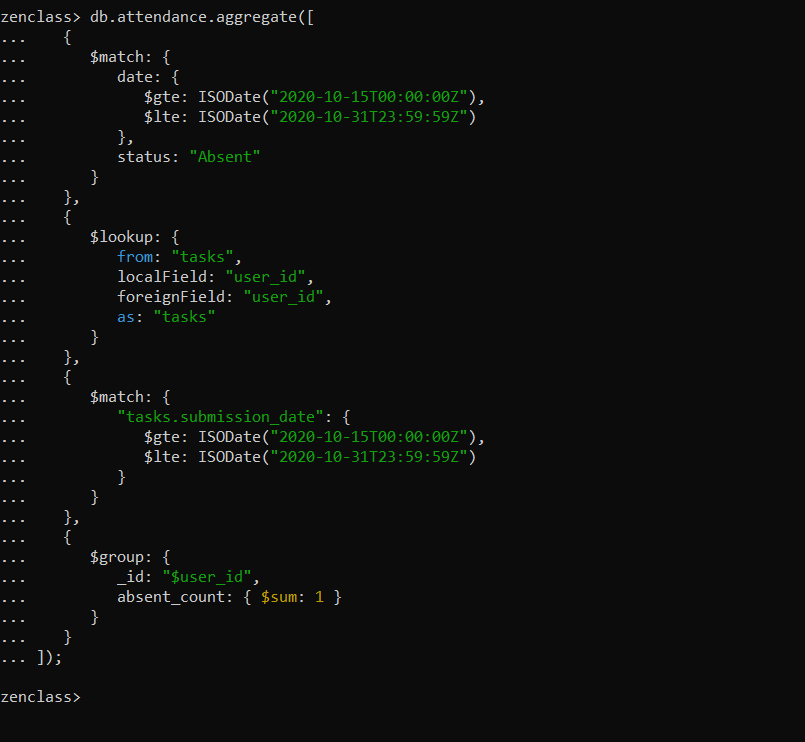 zenclass> db.attendance.aggregate([
...    {
...       $match: {
...          date: {
...             $gte: ISODate("2020-10-15T00:00:00Z"),
...             $lte: ISODate("2020-10-31T23:59:59Z")
...          },
...          status: "Absent"
...       }
...    },
...    {
...       $lookup: {
...          from: "tasks",
...          localField: "user_id",
...          foreignField: "user_id",
...          as: "tasks"
...       }
...    },
...    {
...       $match: {
...          "tasks.submission_date": {
...             $gte: ISODate("2020-10-15T00:00:00Z"),
...             $lte: ISODate("2020-10-31T23:59:59Z")
...          }
...       }
...    },
...    {
...       $group: {
...          _id: "$user_id",
...          absent_count: { $sum: 1 }
...       }
...    }
... ]);

zenclass>